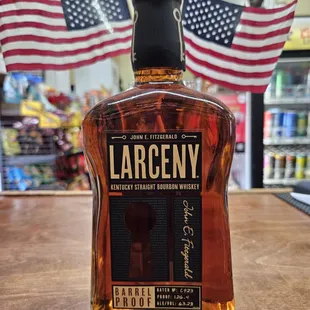 LARCENY
JOHN E. FITZGERALD
LARCENY
KENTUCKY STRAIGHT BOURBON WHISKEY
John E. Fitzgerald
BARREL
PROOF
BATCH Nº: C923
PROOF: 126.4
ALC/VOL: 63.2%